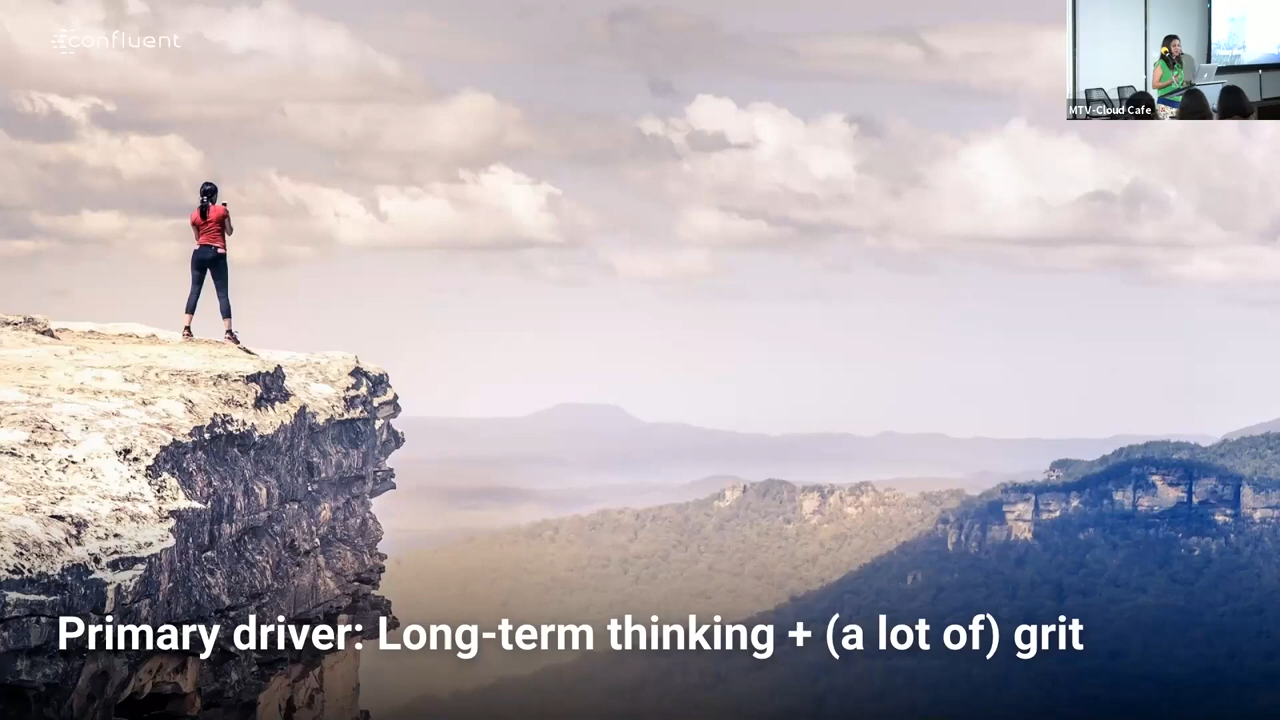 confluent
MTV-Cloud Cafe
Primary driver: Long-term thinking + (a lot of) grit